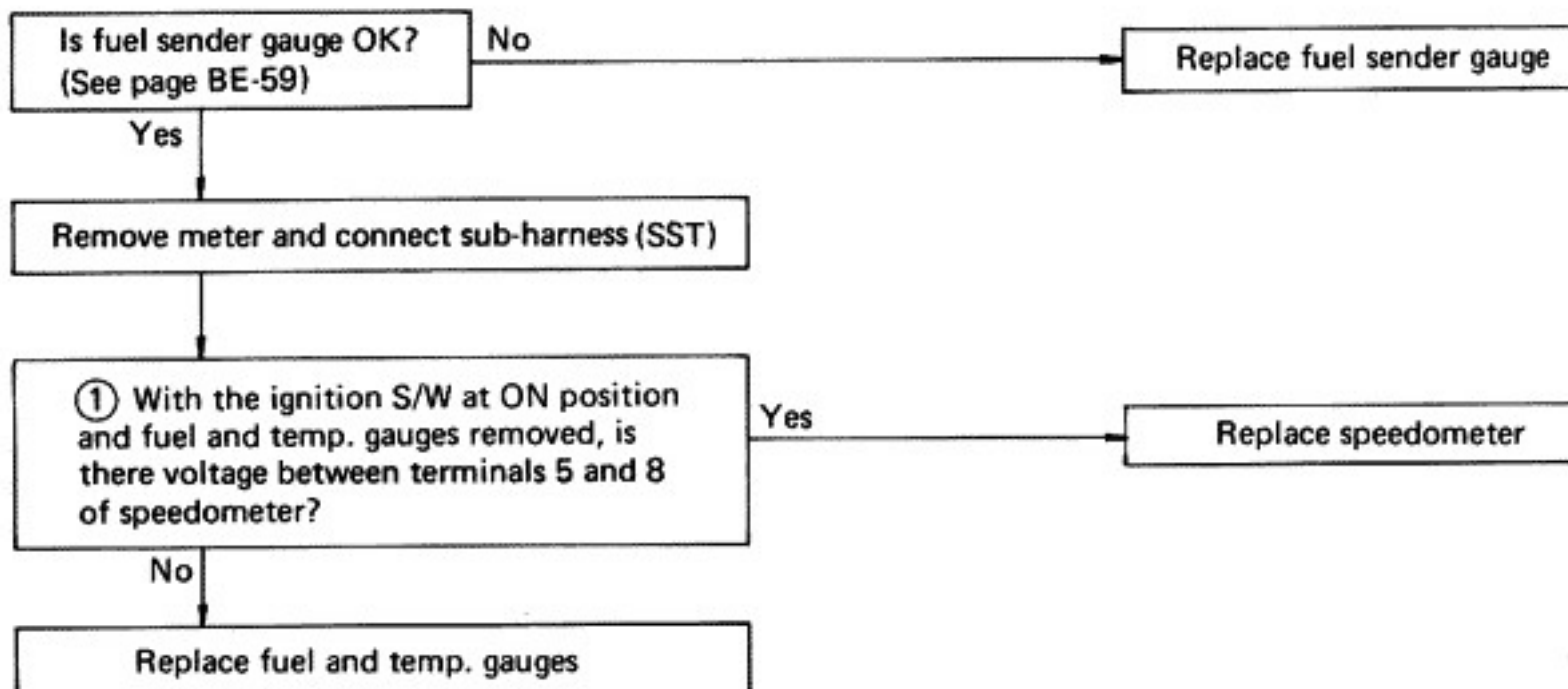 Is fuel sender gauge OK?
(See page BE-59)
No
Replace fuel sender gauge
Yes
Remove meter and connect sub-harness (SST)
① With the ignition S/W at ON position
and fuel and temp. gauges removed, is
there voltage between terminals 5 and 8
of speedometer?
Yes
Replace speedometer
No
Replace fuel and temp. gauges